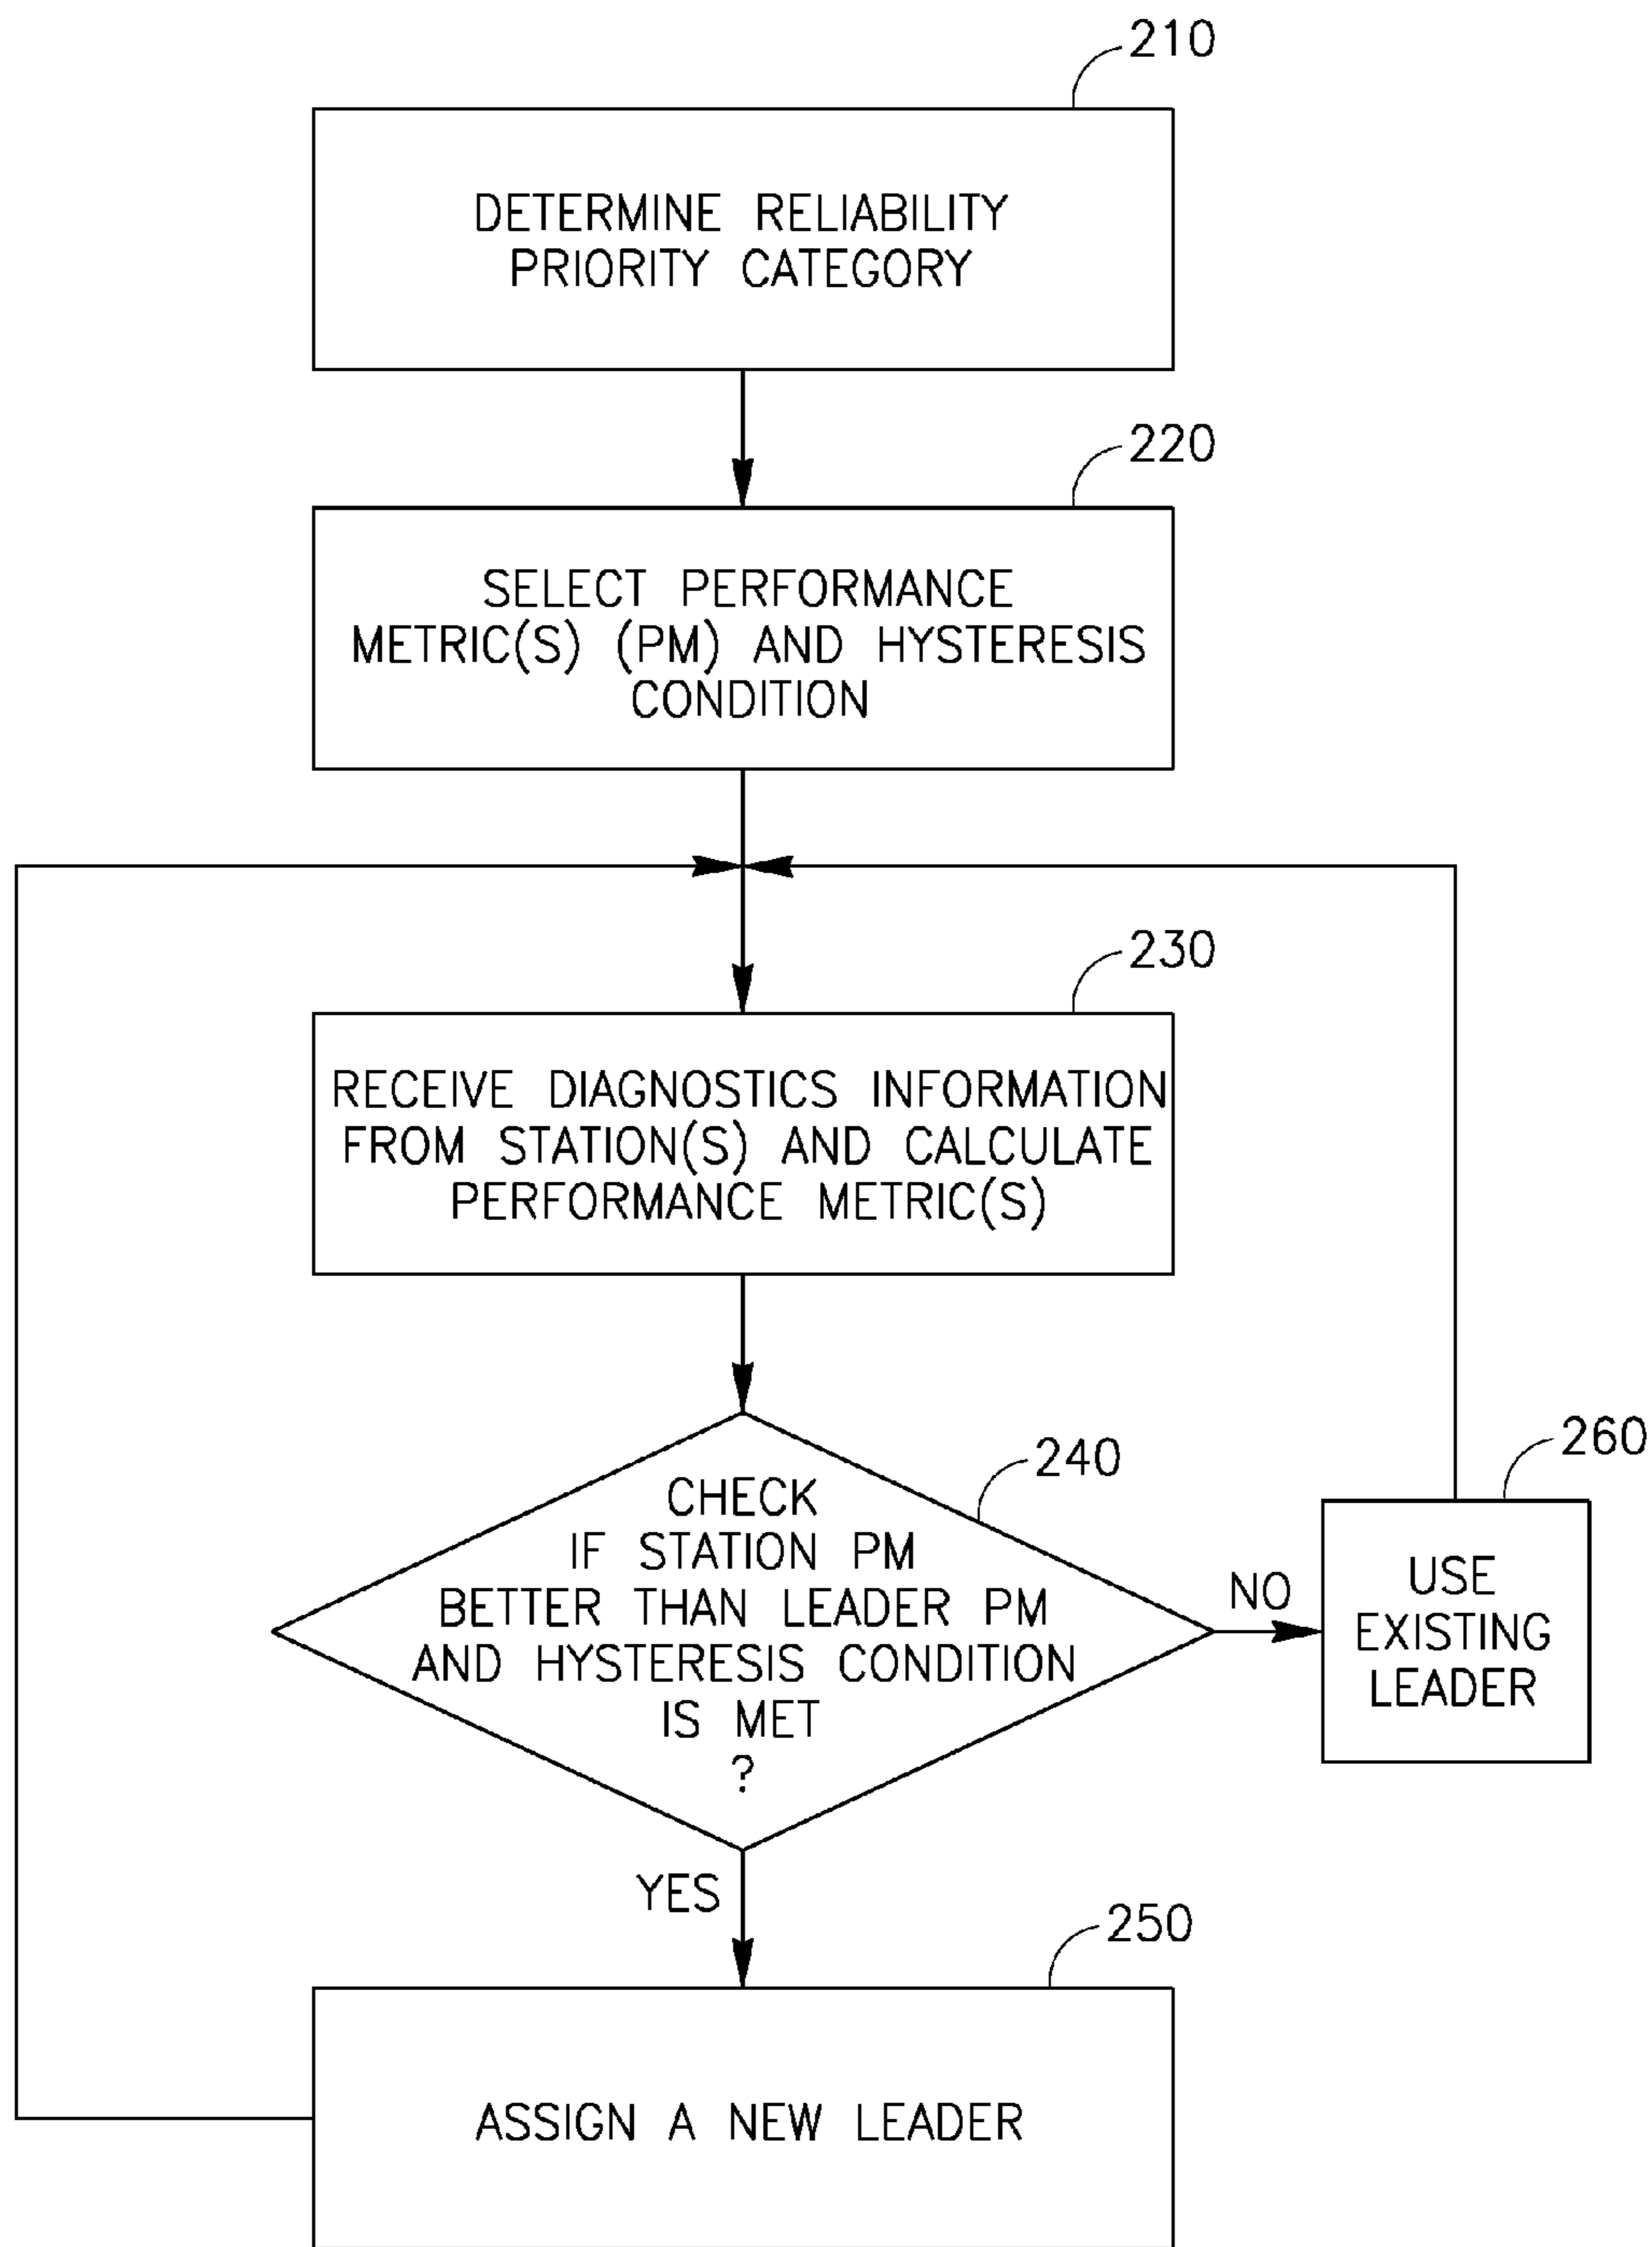 210
DETERMINE RELIABILITY
PRIORITY CATEGORY
220
SELECT PERFORMANCE
METRIC(S) (PM) AND HYSTERESIS
CONDITION
230
RECEIVE DIAGNOSTICS INFORMATION
FROM STATION(S) AND CALCULATE
PERFORMANCE METRIC(S)
240
CHECK
IF STATION PM
BETTER THAN LEADER PM
AND HYSTERESIS CONDITION
IS MET
?
NO
260
USE
EXISTING
LEADER
YES
250
ASSIGN A NEW LEADER